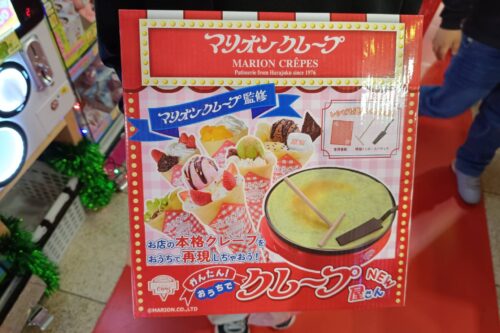 マリオンクレープ
MARION CRÊPES
Patisserie from Harajuku since 1976
マリオンクレープ監修
お店の本格クレープを
おうちで再現しちゃおう!
かんたん!
おうちで
クレープ
屋さん
NEW
©MARION CO.,LTD